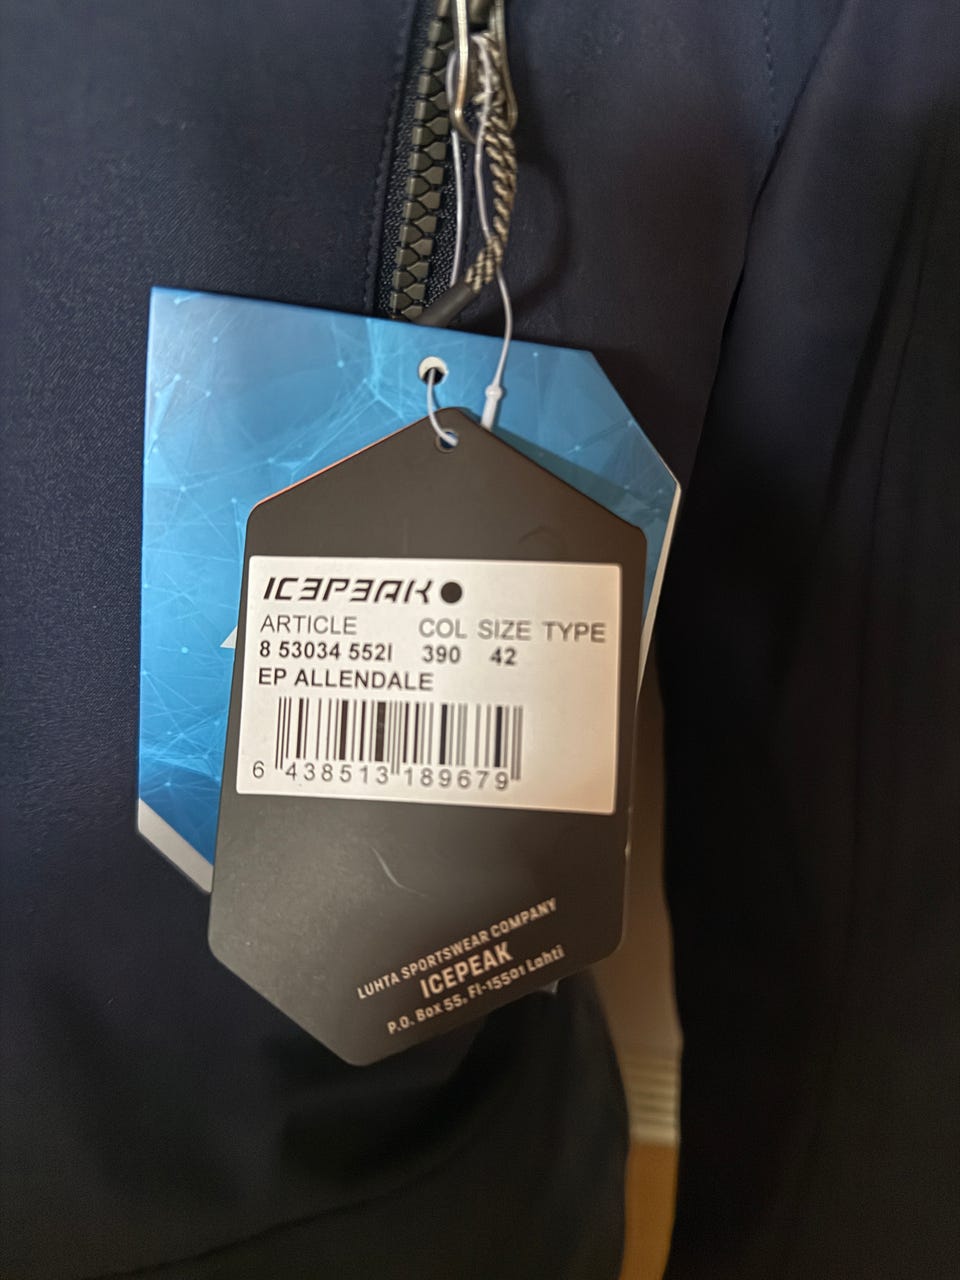 ICEPEAK
ARTICLE COL SIZE TYPE
8 53034 552I 390 42
EP ALLENDALE
6 438513 189679
LUHTA SPORTSWEAR COMPANY
ICEPEAK
P.O. Box 55, FI-15501 Lahti